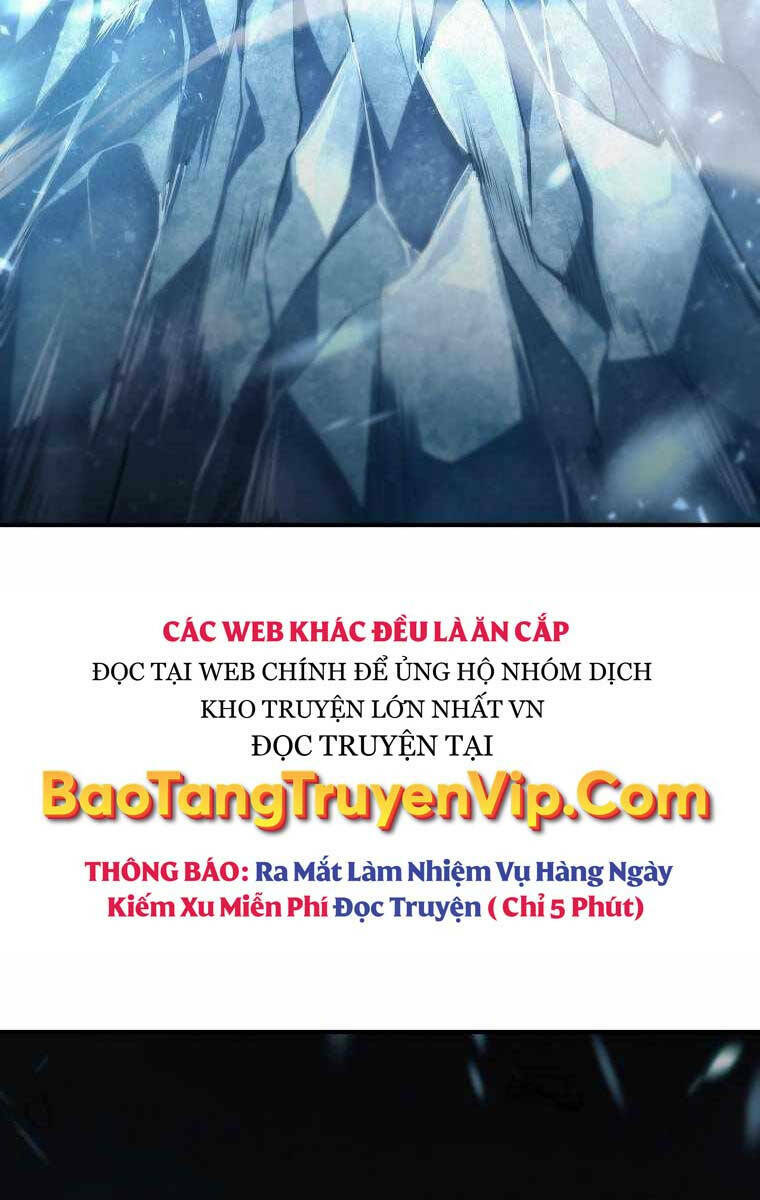 CÁC WEB KHÁC ĐỀU LÀ ĂN CẮP
ĐỌC TẠI WEB CHÍNH ĐỂ ỦNG HỘ NHÓM DỊCH
KHO TRUYỆN LỚN NHẤT VN
ĐỌC TRUYỆN TẠI
BaoTangTruyenVip.Com
THÔNG BÁO: Ra Mắt Làm Nhiệm Vụ Hàng Ngày
Kiếm Xu Miễn Phí Đọc Truyện ( Chỉ 5 Phút)